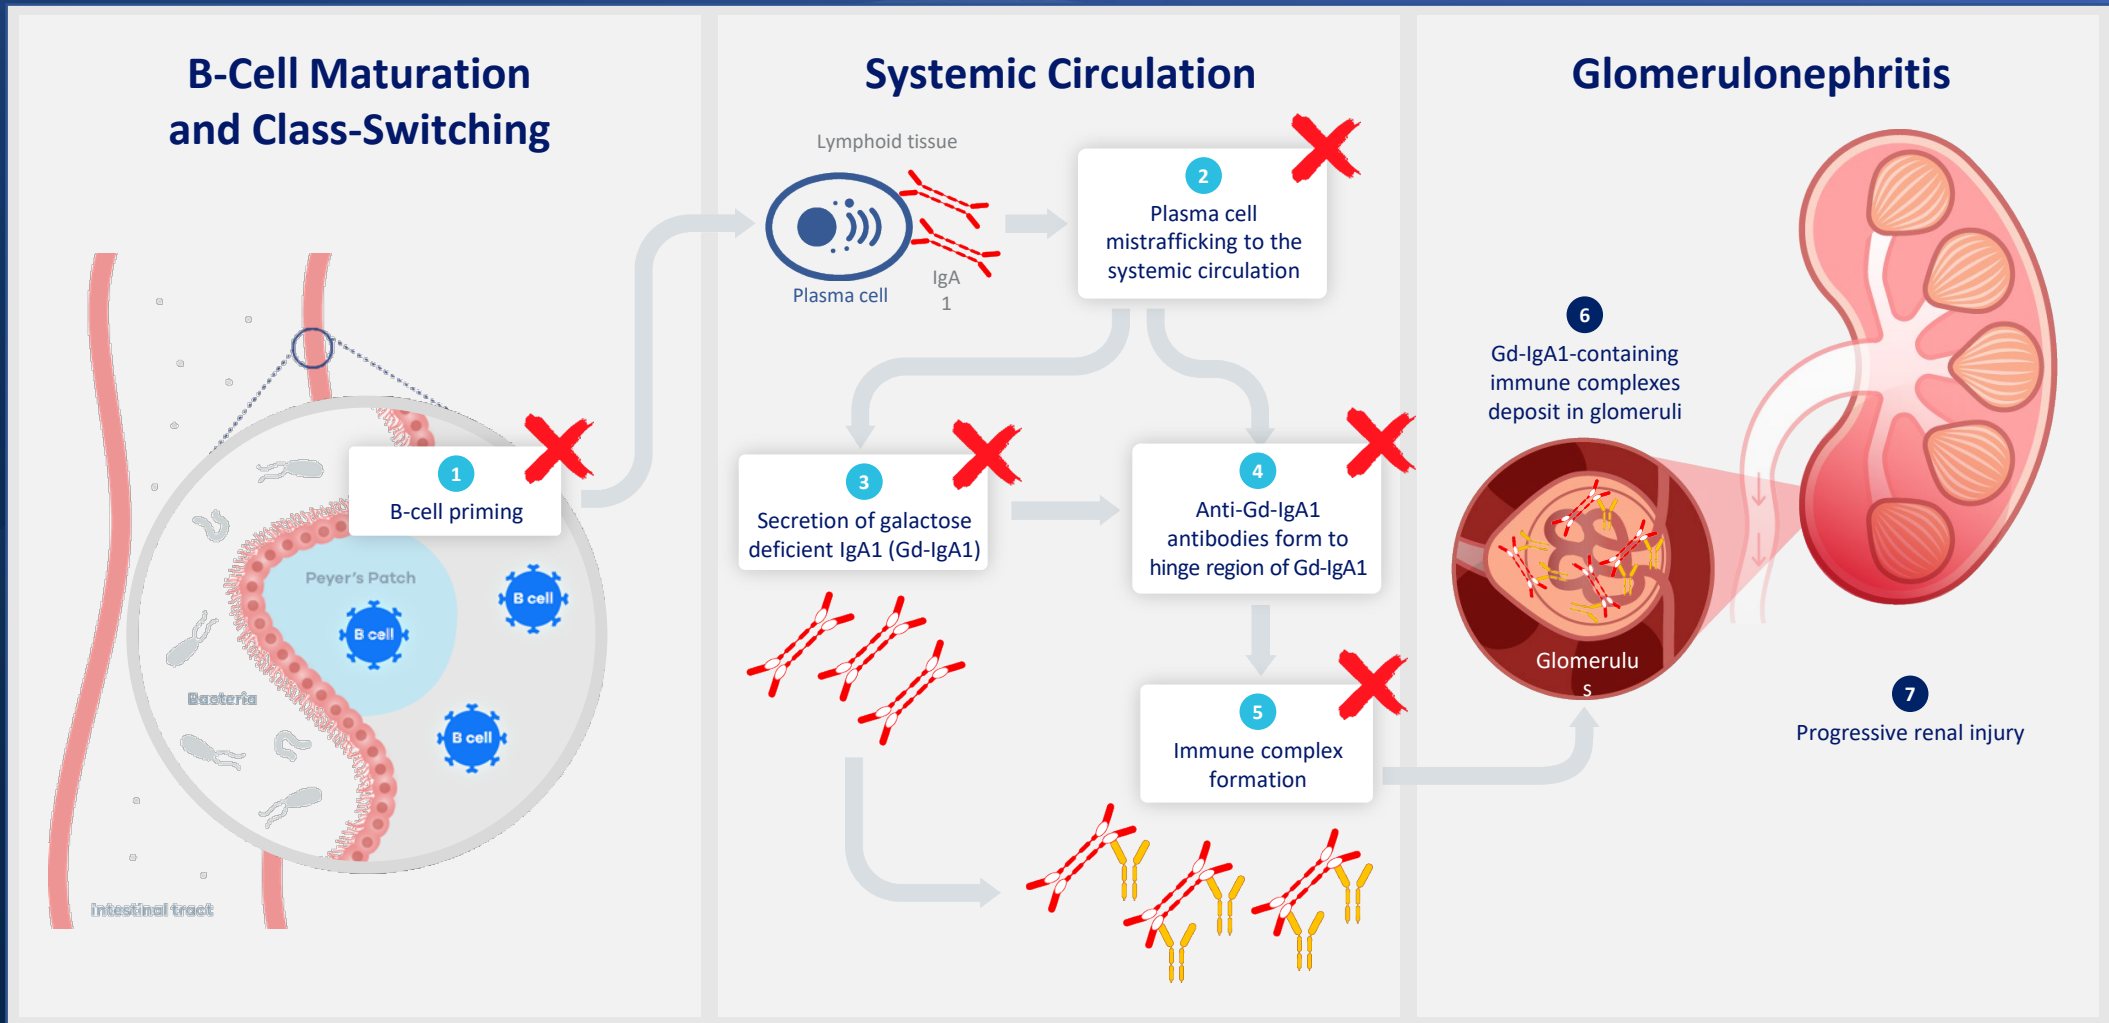 B-Cell Maturation
and Class-Switching
1
B-cell priming
Peyer's Patch
B cell
B cell
B cell
Bacteria
Intestinal tract
Systemic Circulation
Lymphoid tissue
Plasma cell
IgA
1
2
Plasma cell
mistrafficking to the
systemic circulation
3
Secretion of galactose
deficient IgA1 (Gd-IgA1)
4
Anti-Gd-IgA1
antibodies form to
hinge region of Gd-IgA1
5
Immune complex
formation
Glomerulonephritis
6
Gd-IgA1-containing
immune complexes
deposit in glomeruli
Glomerulu
s
7
Progressive renal injury